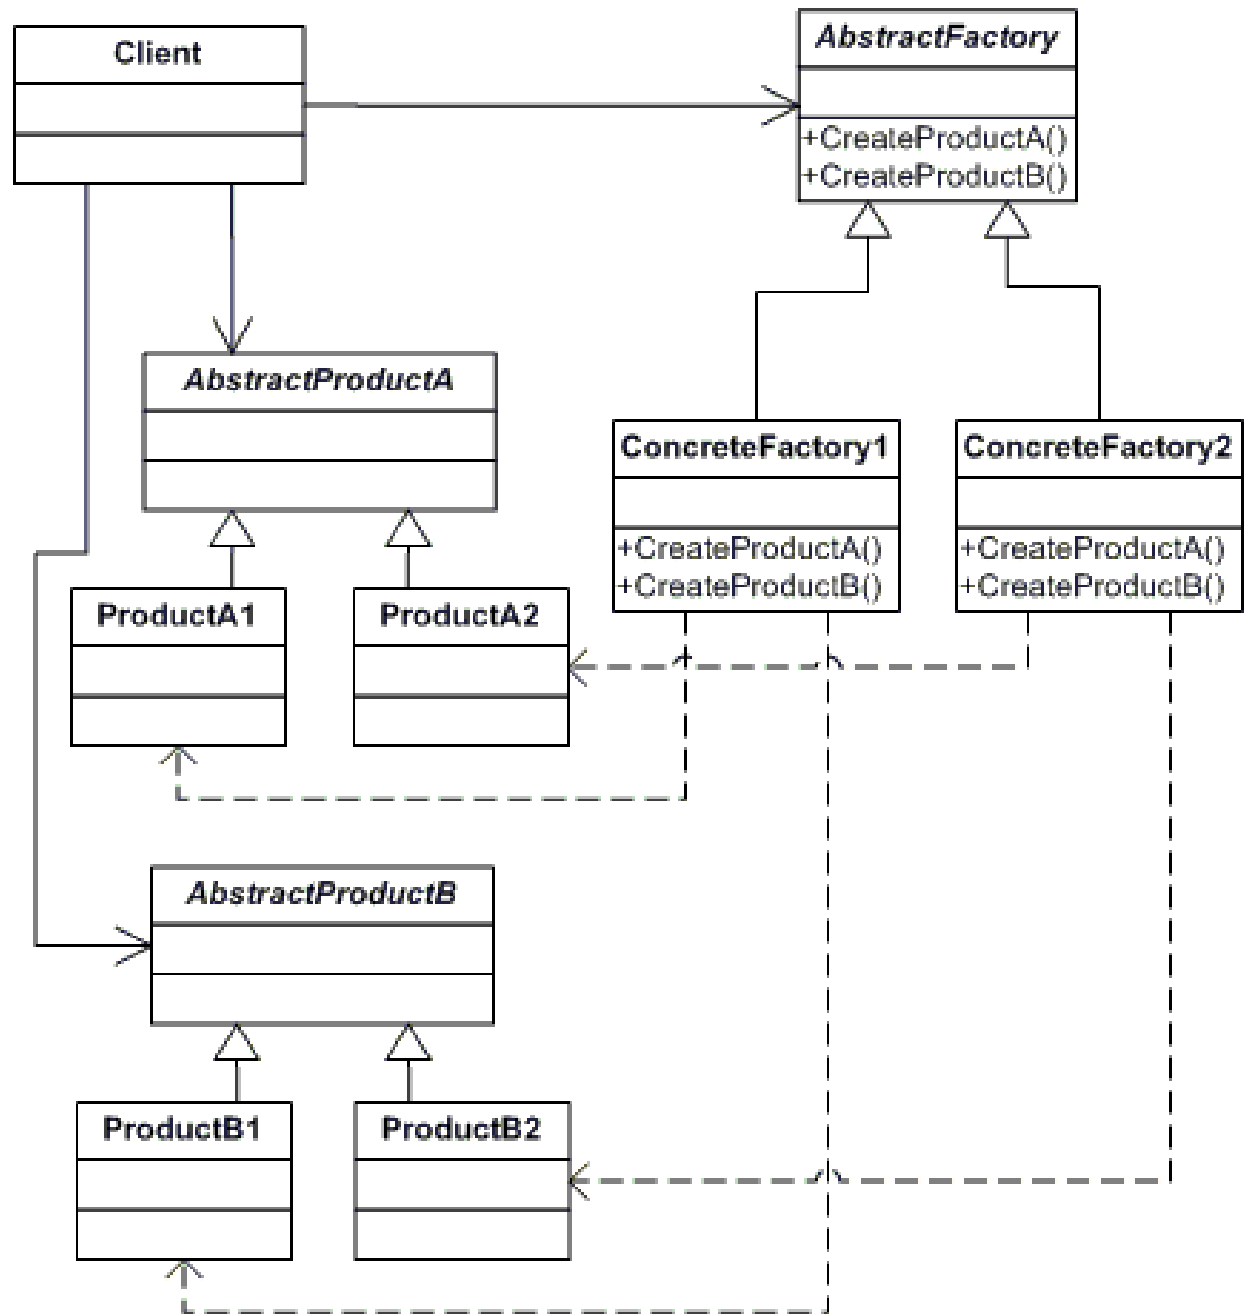 Client
AbstractFactory
+CreateProductA()
+CreateProductB()
AbstractProductA
ConcreteFactory1
+CreateProductA()
+CreateProductB()
ConcreteFactory2
+CreateProductA()
+CreateProductB()
ProductA1
ProductA2
AbstractProductB
ProductB1
ProductB2